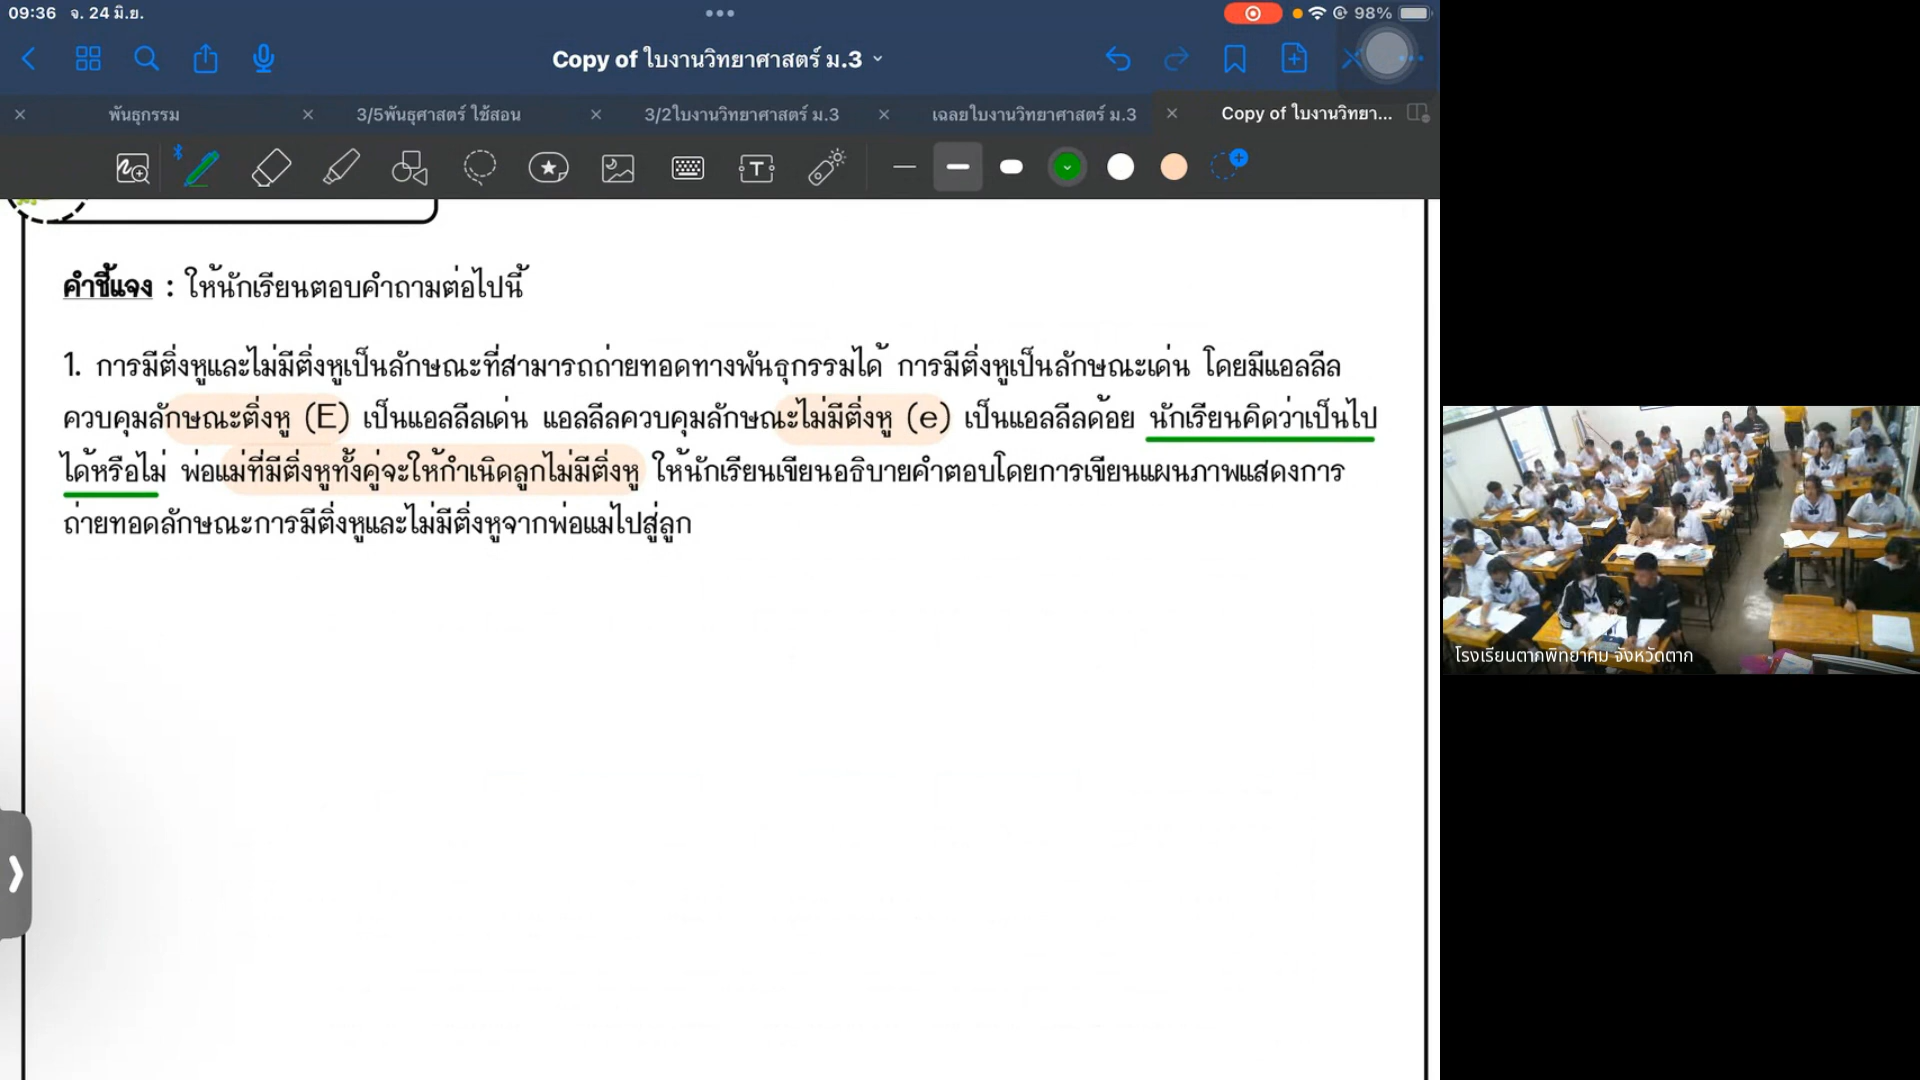 09:36 จ. 24 มิ.ย.
98%
Copy of ใบงานวิทยาศาสตร์ ม.3
พันธุกรรม
3/5พันธุศาสตร์ ใช้สอน
3/2ใบงานวิทยาศาสตร์ ม.3
เฉลยใบงานวิทยาศาสตร์ ม.3
Copy of ใบงานวิทยา...
คำชี้แจง : ให้นักเรียนตอบคำถามต่อไปนี้
1. การมีติ่งหูและไม่มีติ่งหูเป็นลักษณะที่สามารถถ่ายทอดทางพันธุกรรมได้ การมีติ่งหูเป็นลักษณะเด่น โดยมีแอลลีล
ควบคุมลักษณะติ่งหู (E) เป็นแอลลีลเด่น แอลลีลควบคุมลักษณะไม่มีติ่งหู (e) เป็นแอลลีลด้อย นักเรียนคิดว่าเป็นไป
ได้หรือไม่ พ่อแม่ที่มีติ่งหูทั้งคู่จะให้กำเนิดลูกไม่มีติ่งหู ให้นักเรียนเขียนอธิบายคำตอบโดยการเขียนแผนภาพแสดงการ
ถ่ายทอดลักษณะการมีติ่งหูและไม่มีติ่งหูจากพ่อแม่ไปสู่ลูก
โรงเรียนตากพิทยาคม จังหวัดตาก